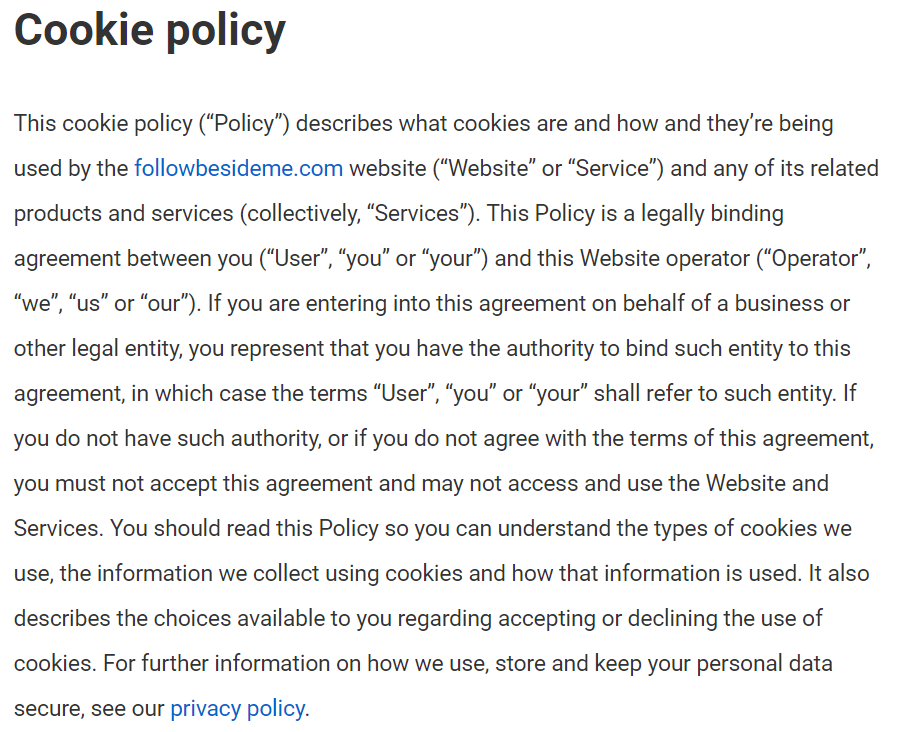 Cookie policy
This cookie policy (“Policy”) describes what cookies are and how and they’re being
used by the followbesideme.com website (“Website” or “Service”) and any of its related
products and services (collectively, “Services”). This Policy is a legally binding
agreement between you (“User”, “you” or “your”) and this Website operator (“Operator”,
“we”, “us” or “our”). If you are entering into this agreement on behalf of a business or
other legal entity, you represent that you have the authority to bind such entity to this
agreement, in which case the terms “User”, “you” or “your” shall refer to such entity. If
you do not have such authority, or if you do not agree with the terms of this agreement,
you must not accept this agreement and may not access and use the Website and
Services. You should read this Policy so you can understand the types of cookies we
use, the information we collect using cookies and how that information is used. It also
describes the choices available to you regarding accepting or declining the use of
cookies. For further information on how we use, store and keep your personal data
secure, see our privacy policy.